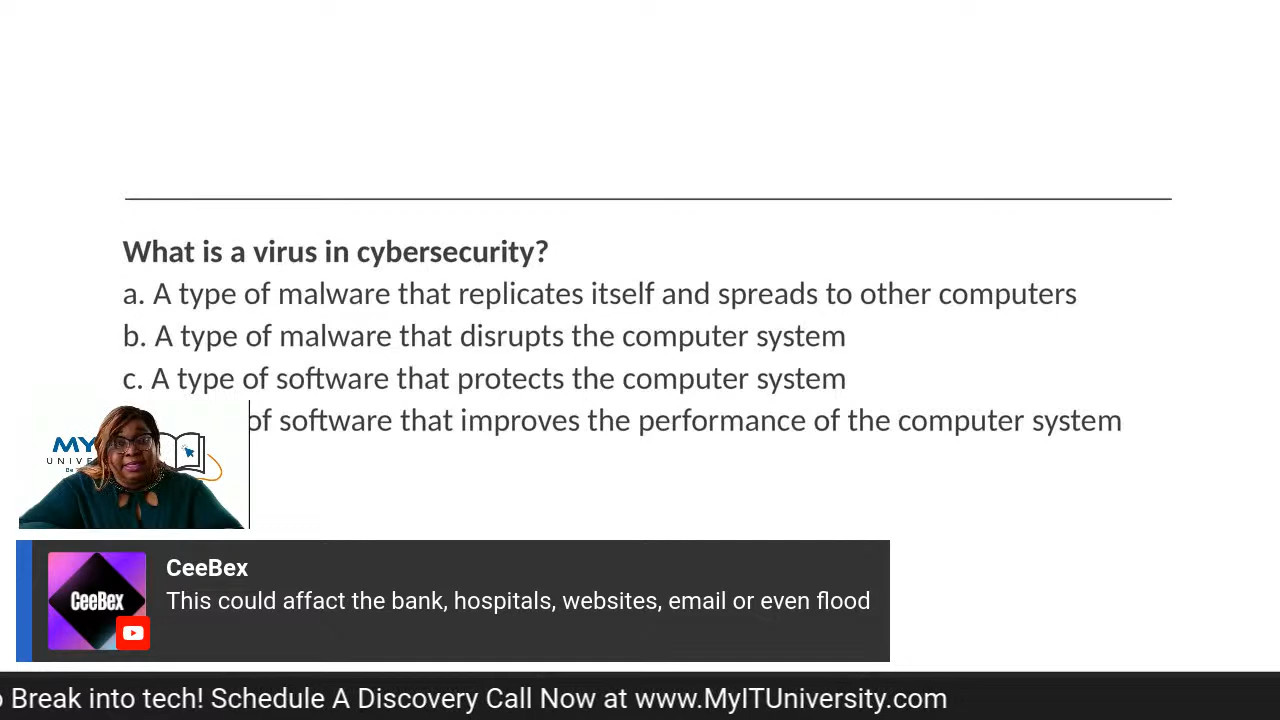 What is a virus in cybersecurity?
a. A type of malware that replicates itself and spreads to other computers
b. A type of malware that disrupts the computer system
c. A type of software that protects the computer system
of software that improves the performance of the computer system
MY
UNIVE
Be
CeeBex
CeeBex
This could affact the bank, hospitals, websites, email or even flood
Break into tech! Schedule A Discovery Call Now at www.MyITUniversity.com